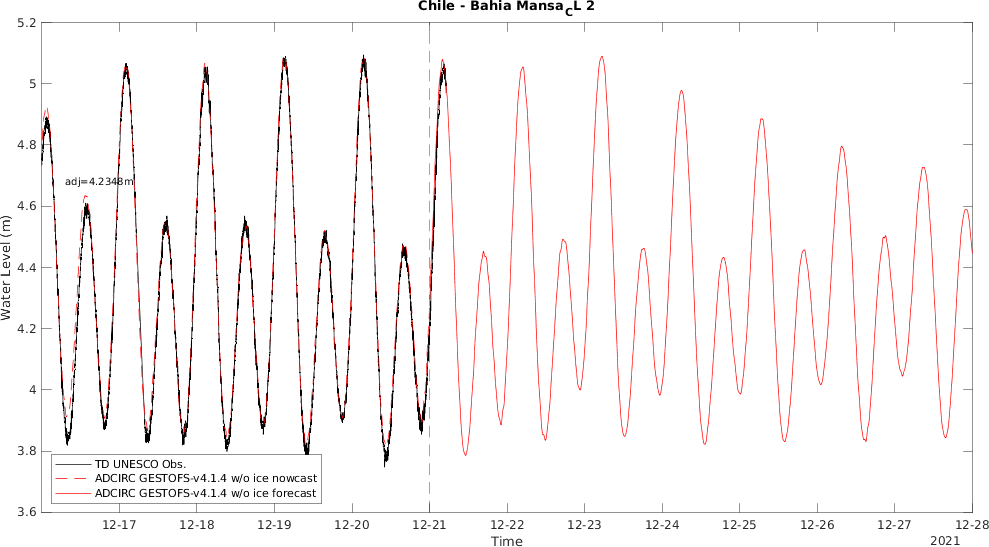 Chile - Bahia Mansa_CL 2
5.2
5
4.8
4.6
4.4
4.2
4
3.8
3.6
Water Level (m)
adj=4.2348m
TD UNESCO Obs.
ADCIRC GESTOFS-v4.1.4 w/o ice nowcast
ADCIRC GESTOFS-v4.1.4 w/o ice forecast
12-17 12-18 12-19 12-20 12-21 12-22 12-23 12-24 12-25 12-26 12-27 12-28
Time
2021